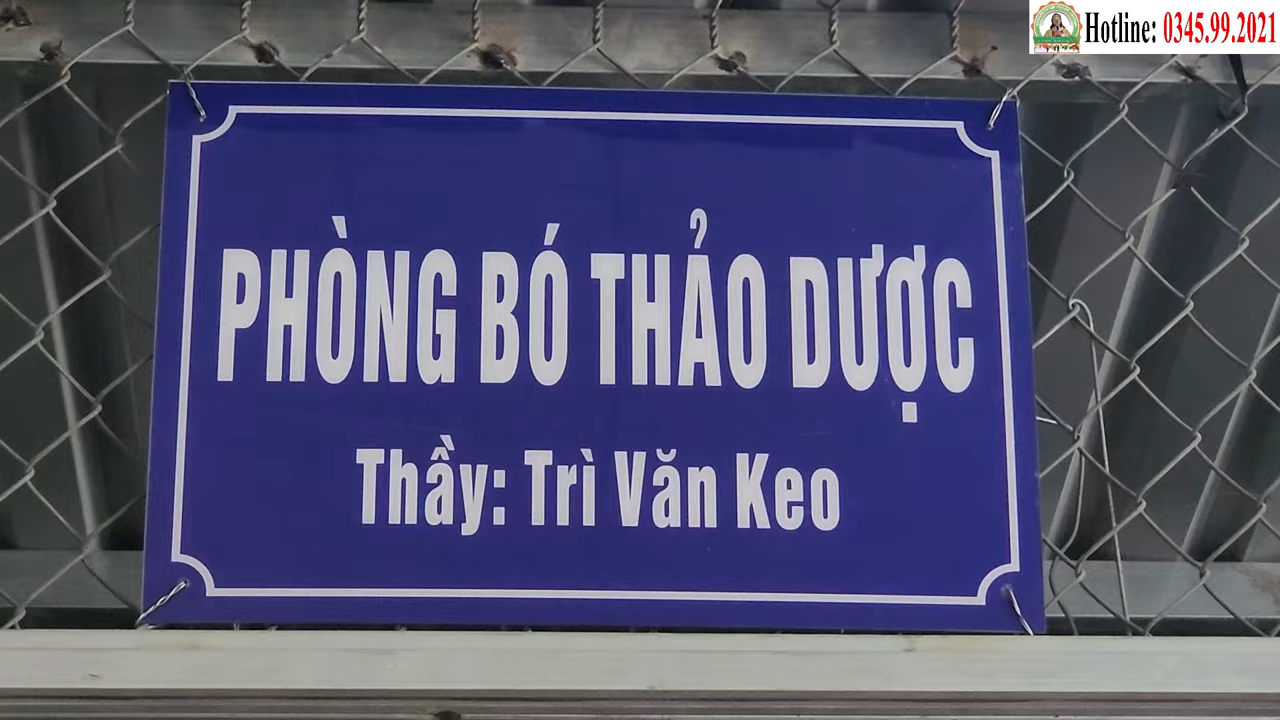 Hotline: 0345.99.2021
PHÒNG BÓ THẢO DƯỢC
Thầy: Trì Văn Keo